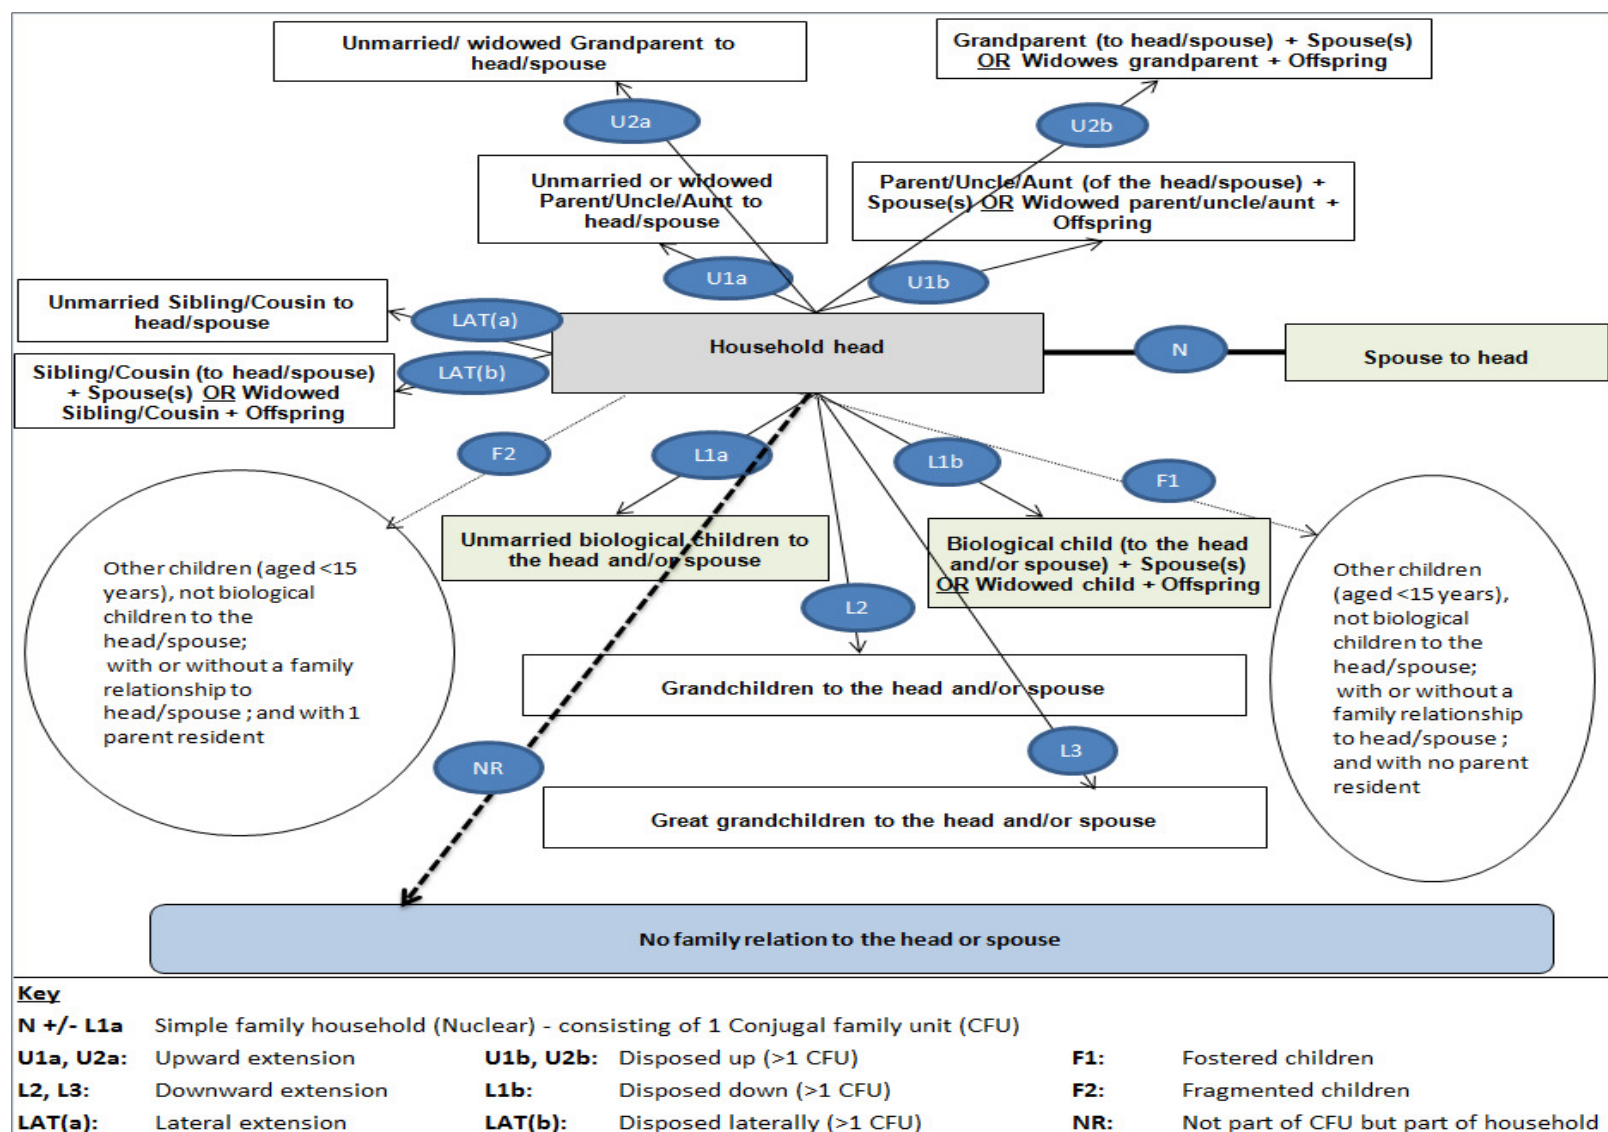 Unmarried/ widowed Grandparent to
head/spouse
Grandparent (to head/spouse) + Spouse(s)
OR Widowes grandparent + Offspring
U2a
U2b
Unmarried or widowed
Parent/Uncle/Aunt to
head/spouse
Parent/Uncle/Aunt (of the head/spouse) +
Spouse(s) OR Widowed parent/uncle/aunt +
Offspring
U1a
U1b
Unmarried Sibling/Cousin to
head/spouse
LAT(a)
Household head
N
Spouse to head
Sibling/Cousin (to head/spouse)
+ Spouse(s) OR Widowed
Sibling/Cousin + Offspring
LAT(b)
F2
L1a
L1b
F1
Unmarried biological children to
the head and/or spouse
Biological child (to the head
and/or spouse) + Spouse(s)
OR Widowed child + Offspring
Other children (aged <15
years), not biological
children to the
head/spouse;
with or without a family
relationship to
head/spouse ; and with 1
parent resident
Other children
(aged <15 years),
not biological
children to the
head/spouse;
with or without a
family relationship
to head/spouse ;
and with no parent
resident
L2
Grandchildren to the head and/or spouse
L3
NR
Great grandchildren to the head and/or spouse
No family relation to the head or spouse
Key
N +/- L1a Simple family household (Nuclear) - consisting of 1 Conjugal family unit (CFU)
U1a, U2a: Upward extension U1b, U2b: Disposed up (>1 CFU) F1: Fostered children
L2, L3: Downward extension L1b: Disposed down (>1 CFU) F2: Fragmented children
LAT(a): Lateral extension LAT(b): Disposed laterally (>1 CFU) NR: Not part of CFU but part of household